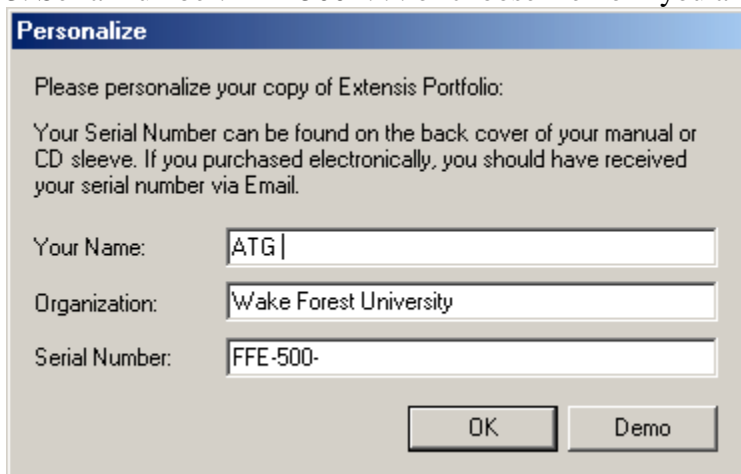 Personalize
Please personalize your copy of Extensis Portfolio:
Your Serial Number can be found on the back cover of your manual or
CD sleeve. If you purchased electronically, you should have received
your serial number via Email.
Your Name: ATG
Organization: Wake Forest University
Serial Number: FFE-500-
OK Demo